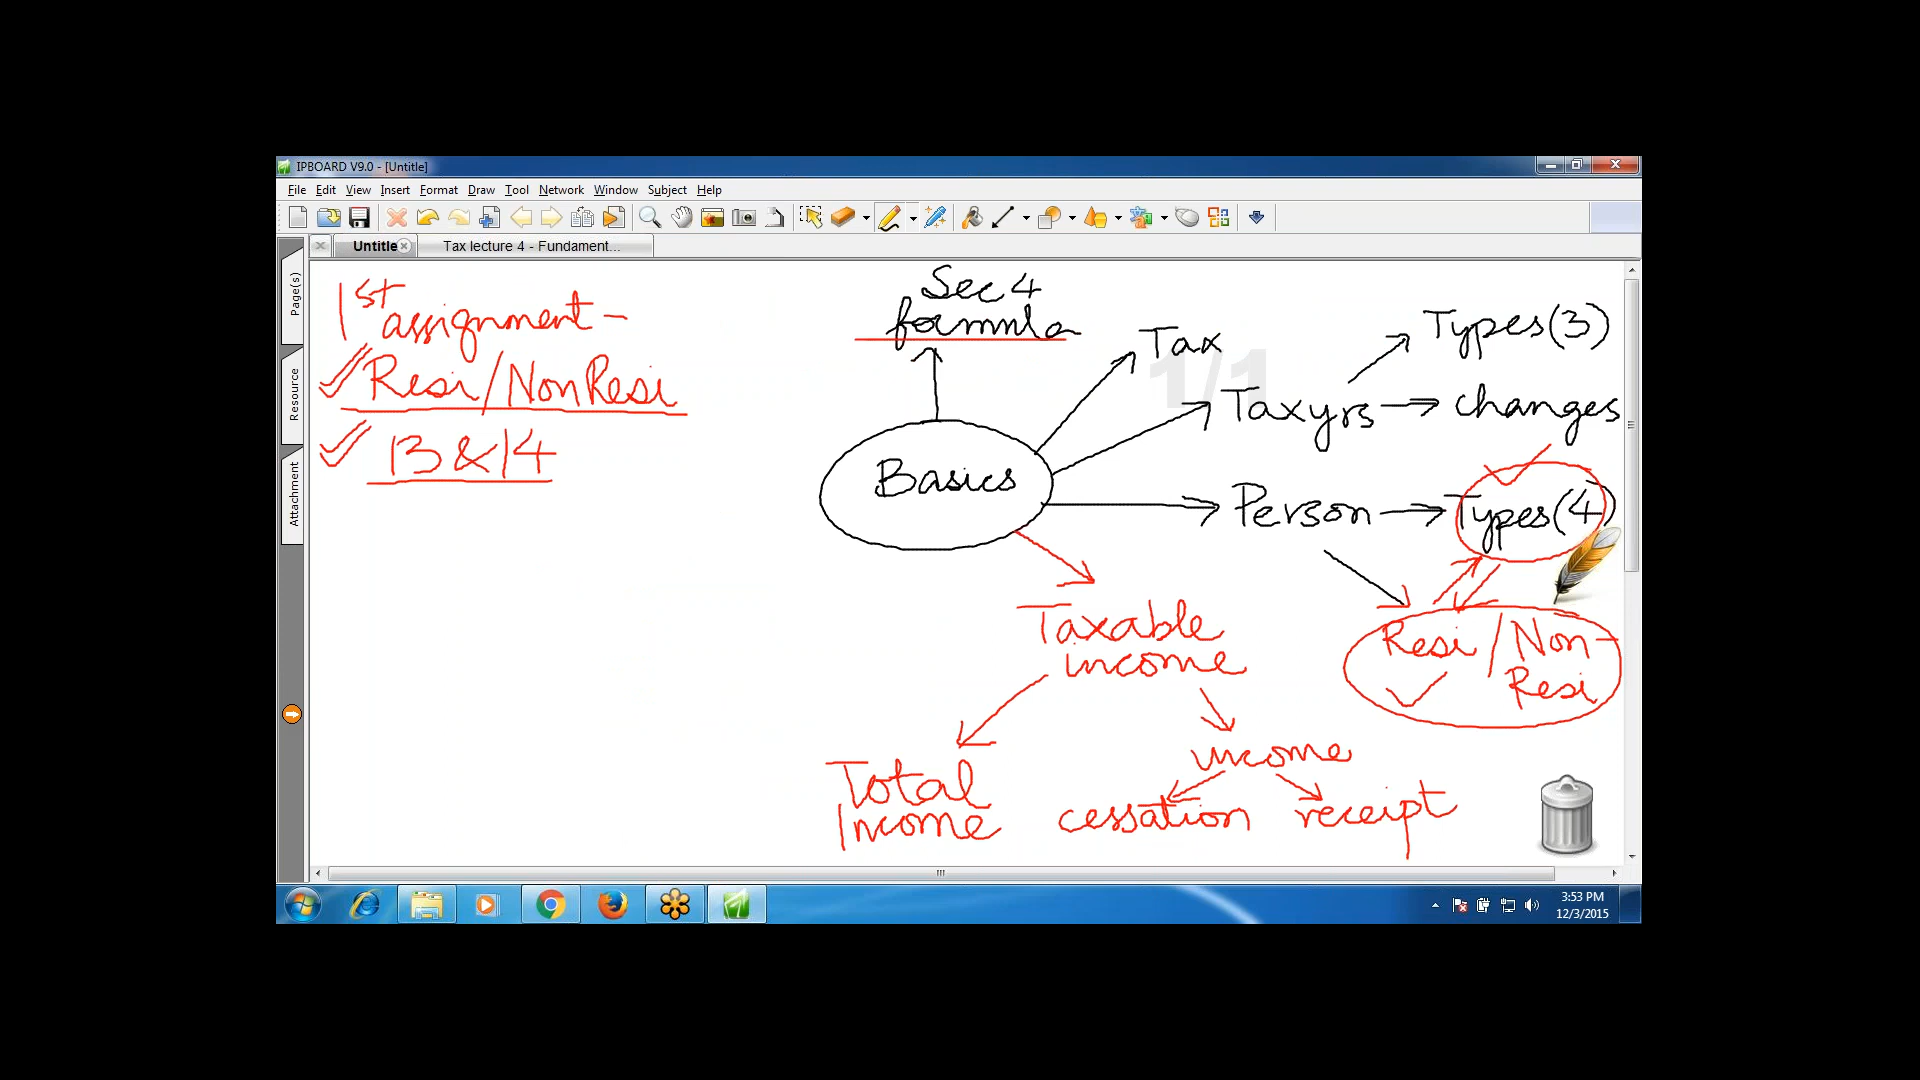 IPBOARD V9.0 - [Untitle]
File Edit View Insert Format Draw Tool Network Window Subject Help
Untitle
Tax lecture 4 - Fundament...
Page(s)
Resource
Attachment
1st assignment -
Resi/NonResi
13 & 14
Sec 4
formula
Tax
1/1
Types(3)
Taxyrs
changes
Basics
Person
Types(4)
Taxable
income
Resi/Non-
Resi
Total
Income
income
cessation
receipt
3:53 PM
12/3/2015